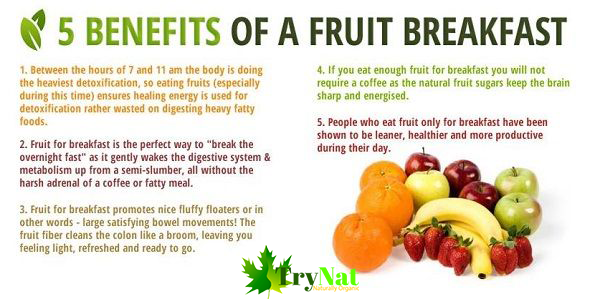 5 BENEFITS OF A FRUIT BREAKFAST
1. Between the hours of 7 and 11 am the body is doing
the heaviest detoxification, so eating fruits (especially
during this time) ensures healing energy is used for
detoxification rather wasted on digesting heavy fatty
foods.
2. Fruit for breakfast is the perfect way to "break the
overnight fast" as it gently wakes the digestive system &
metabolism up from a semi-slumber, all without the
harsh adrenal of a coffee or fatty meal.
3. Fruit for breakfast promotes nice fluffy floaters or in
other words - large satisfying bowel movements! The
fruit fiber cleans the colon like a broom, leaving you
feeling light, refreshed and ready to go.
4. If you eat enough fruit for breakfast you will not
require a coffee as the natural fruit sugars keep the brain
sharp and energised.
5. People who eat fruit only for breakfast have been
shown to be leaner, healthier and more productive
during their day.
TryNat
Naturally Organic